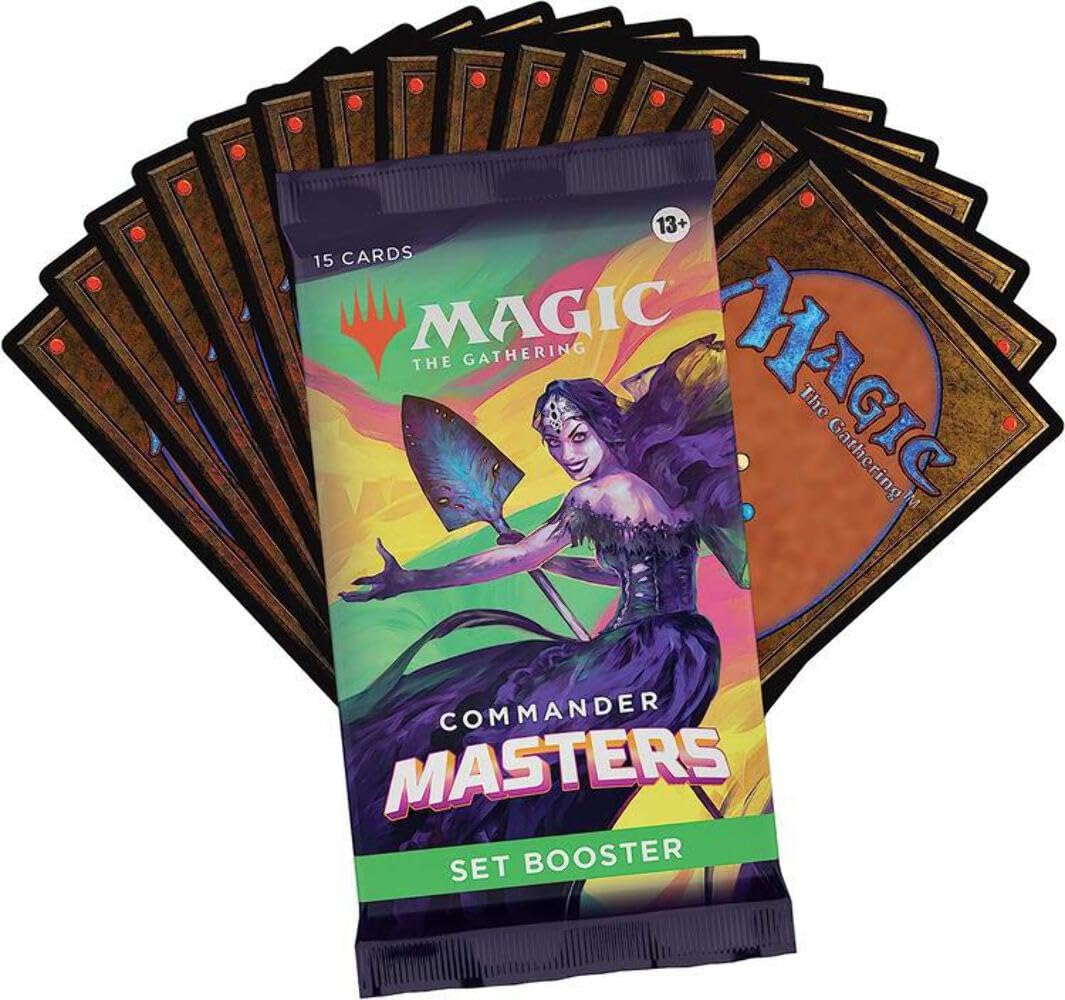 15 CARDS
13+
MAGIC
THE GATHERING
COMMANDER
MASTERS
SET BOOSTER
MAGIC
The Gathering